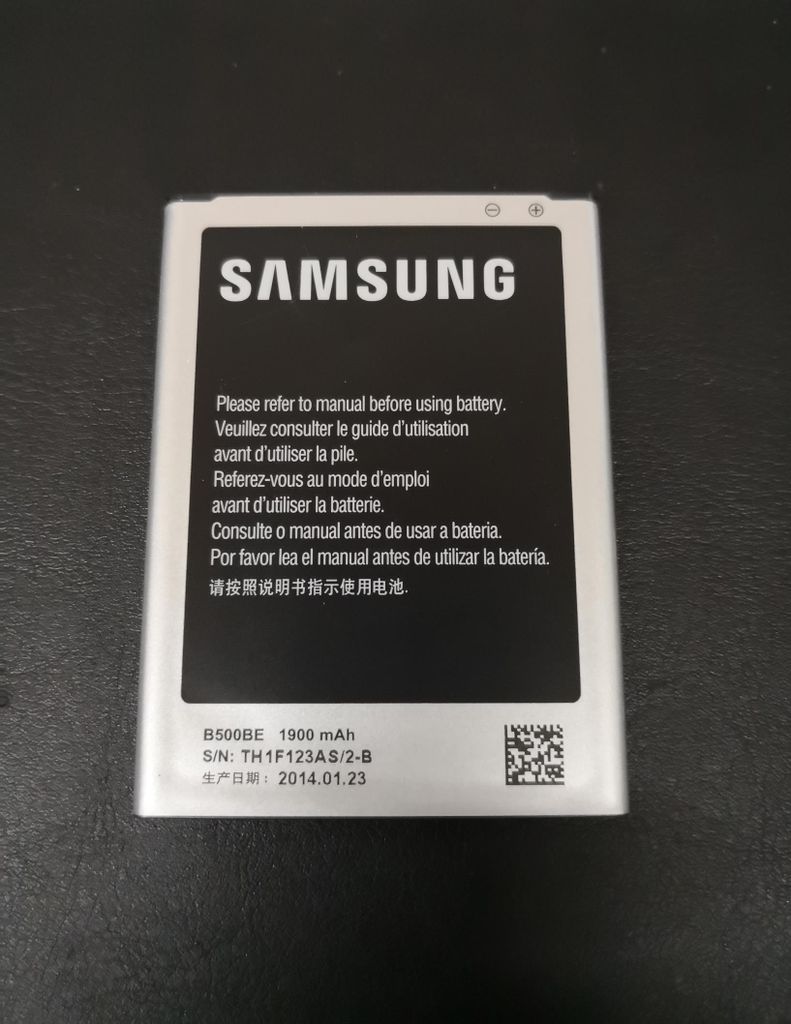 SAMSUNG
Please refer to manual before using battery.
Veuillez consulter le guide d'utilisation
avant d'utiliser la pile.
Referez-vous au mode d'emploi
avant d'utiliser la batterie.
Consulte o manual antes de usar a bateria.
Por favor lea el manual antes de utilizar la batería.
请按照说明书指示使用电池.
B500BE 1900 mAh
S/N: TH1F123AS/2-B
生产日期: 2014.01.23